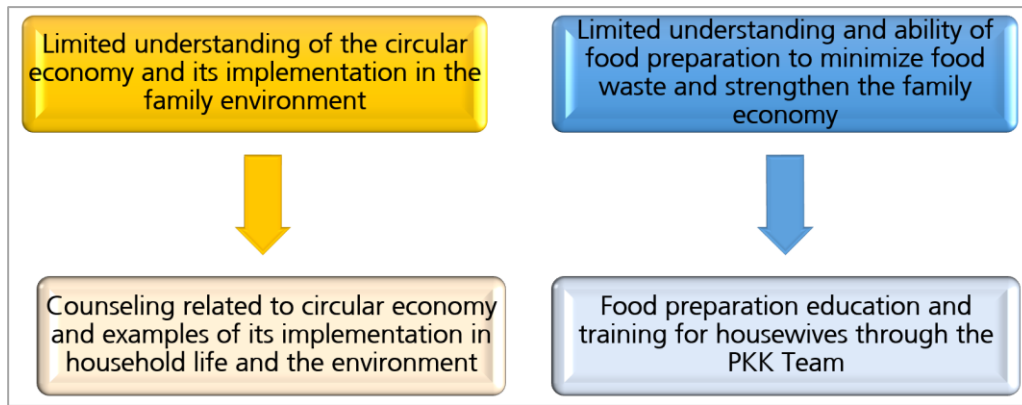 Limited understanding of the circular
economy and its implementation in the
family environment
Limited understanding and ability of
food preparation to minimize food
waste and strengthen the family
economy
Counseling related to circular economy
and examples of its implementation in
household life and the environment
Food preparation education and
training for housewives through the
PKK Team